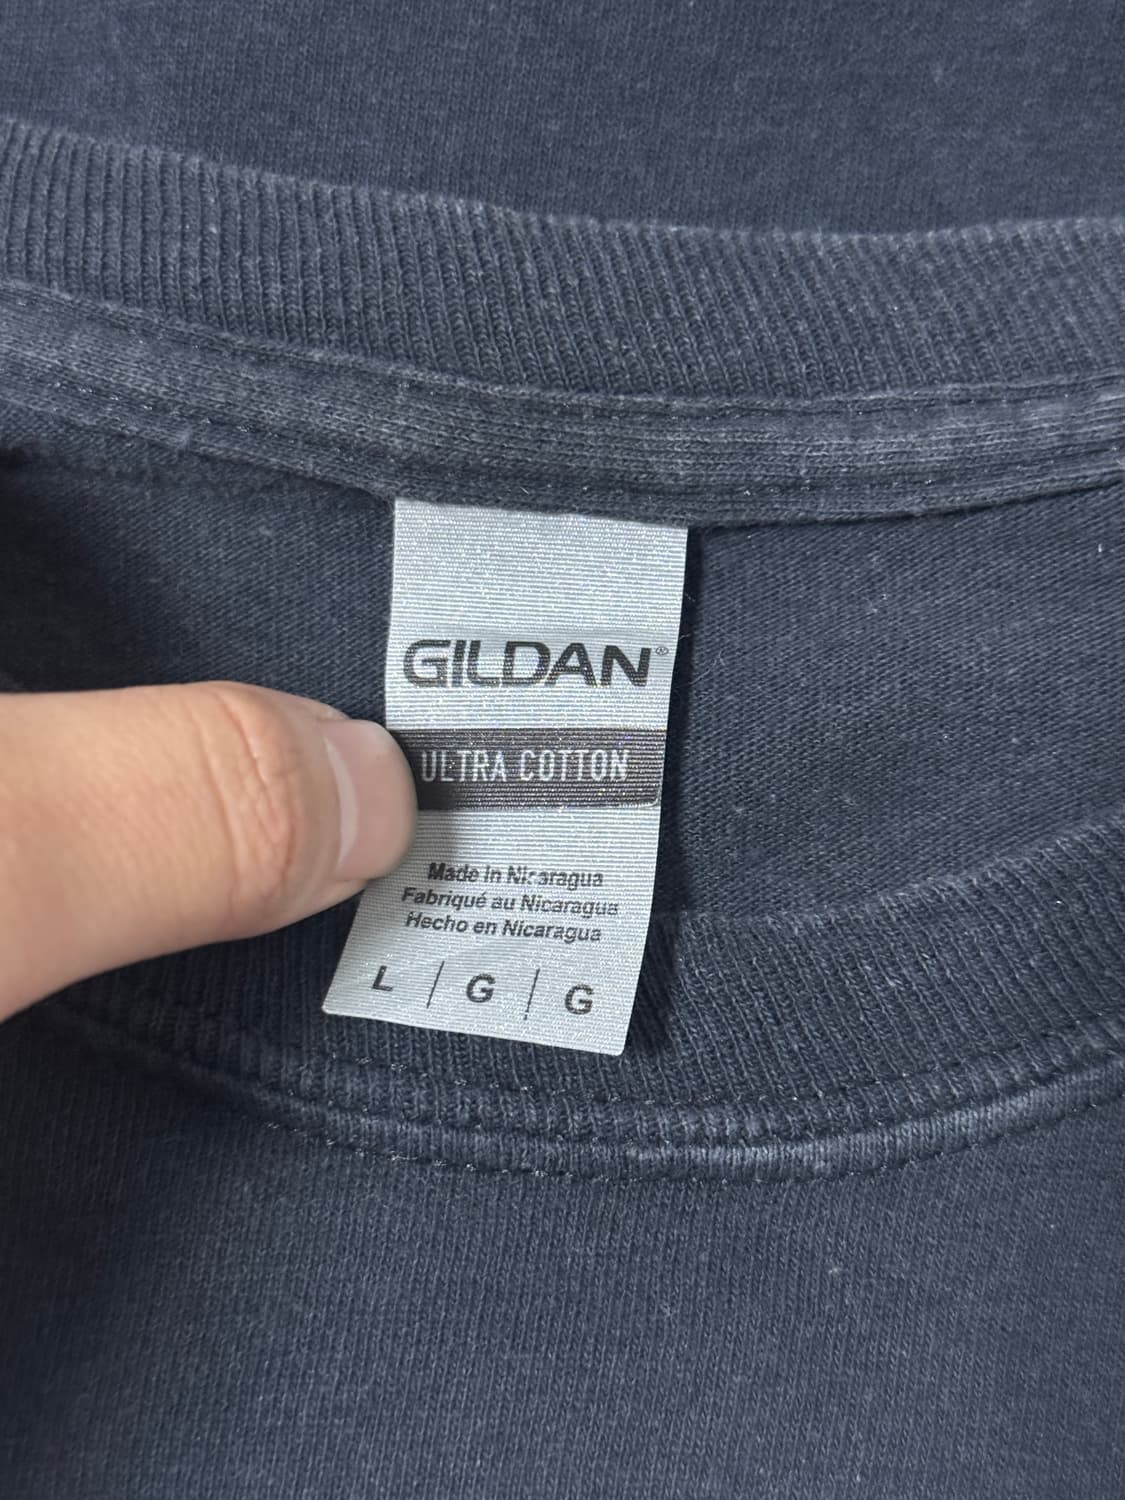 GILDAN®
ULTRA COTTON
Made In Nicaragua
Fabriqué au Nicaragua
Hecho en Nicaragua
L / G / G